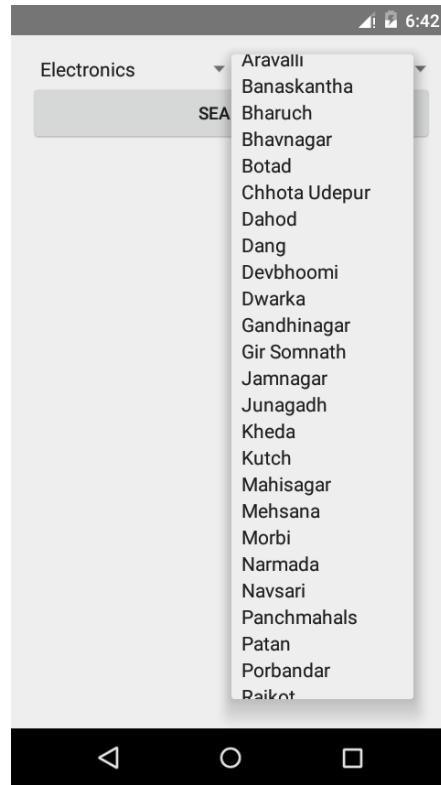 6:42
Electronics
SEA
Aravalli
Banaskantha
Bharuch
Bhavnagar
Botad
Chhota Udepur
Dahod
Dang
Devbhoomi
Dwarka
Gandhinagar
Gir Somnath
Jamnagar
Junagadh
Kheda
Kutch
Mahisagar
Mehsana
Morbi
Narmada
Navsari
Panchmahals
Patan
Porbandar
Rajkot